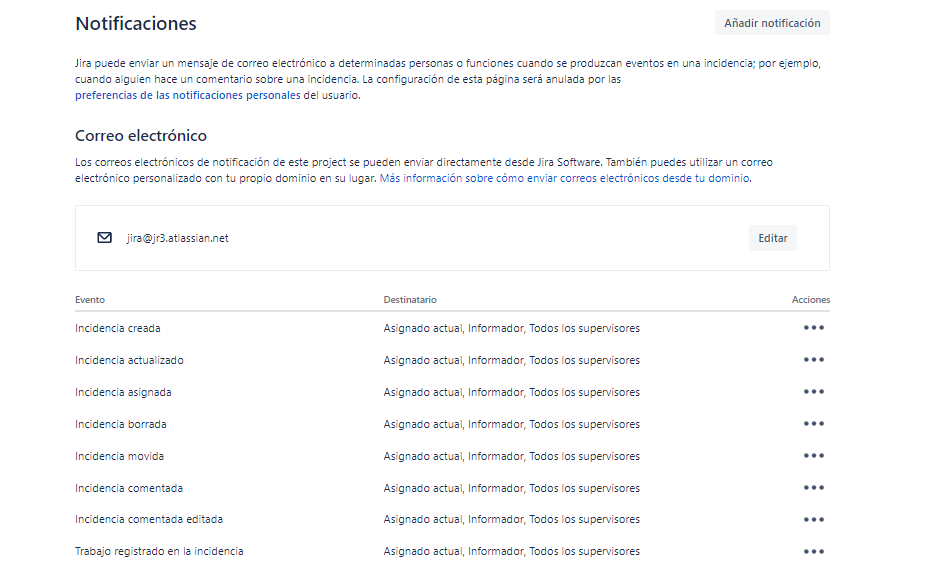 Notificaciones
Añadir notificación
Jira puede enviar un mensaje de correo electrónico a determinadas personas o funciones cuando se produzcan eventos en una incidencia; por ejemplo,
cuando alguien hace un comentario sobre una incidencia. La configuración de esta página será anulada por las
preferencias de las notificaciones personales del usuario.
Correo electrónico
Los correos electrónicos de notificación de este project se pueden enviar directamente desde Jira Software. También puedes utilizar un correo
electrónico personalizado con tu propio dominio en su lugar. Más información sobre cómo enviar correos electrónicos desde tu dominio.
jira@jr3.atlassian.net
Editar
Evento Destinatario Acciones
Incidencia creada Asignado actual, Informador, Todos los supervisores
Incidencia actualizado Asignado actual, Informador, Todos los supervisores
Incidencia asignada Asignado actual, Informador, Todos los supervisores
Incidencia borrada Asignado actual, Informador, Todos los supervisores
Incidencia movida Asignado actual, Informador, Todos los supervisores
Incidencia comentada Asignado actual, Informador, Todos los supervisores
Incidencia comentada editada Asignado actual, Informador, Todos los supervisores
Trabajo registrado en la incidencia Asignado actual, Informador, Todos los supervisores